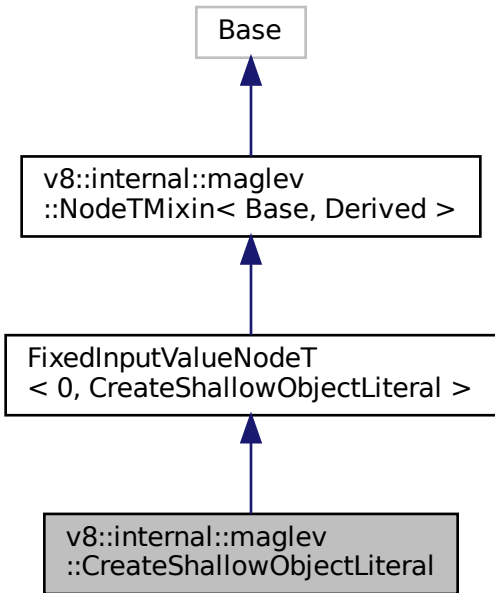 Base
v8::internal::maglev
::NodeTMixin< Base, Derived >
FixedInputValueNodeT
< 0, CreateShallowObjectLiteral >
v8::internal::maglev
::CreateShallowObjectLiteral